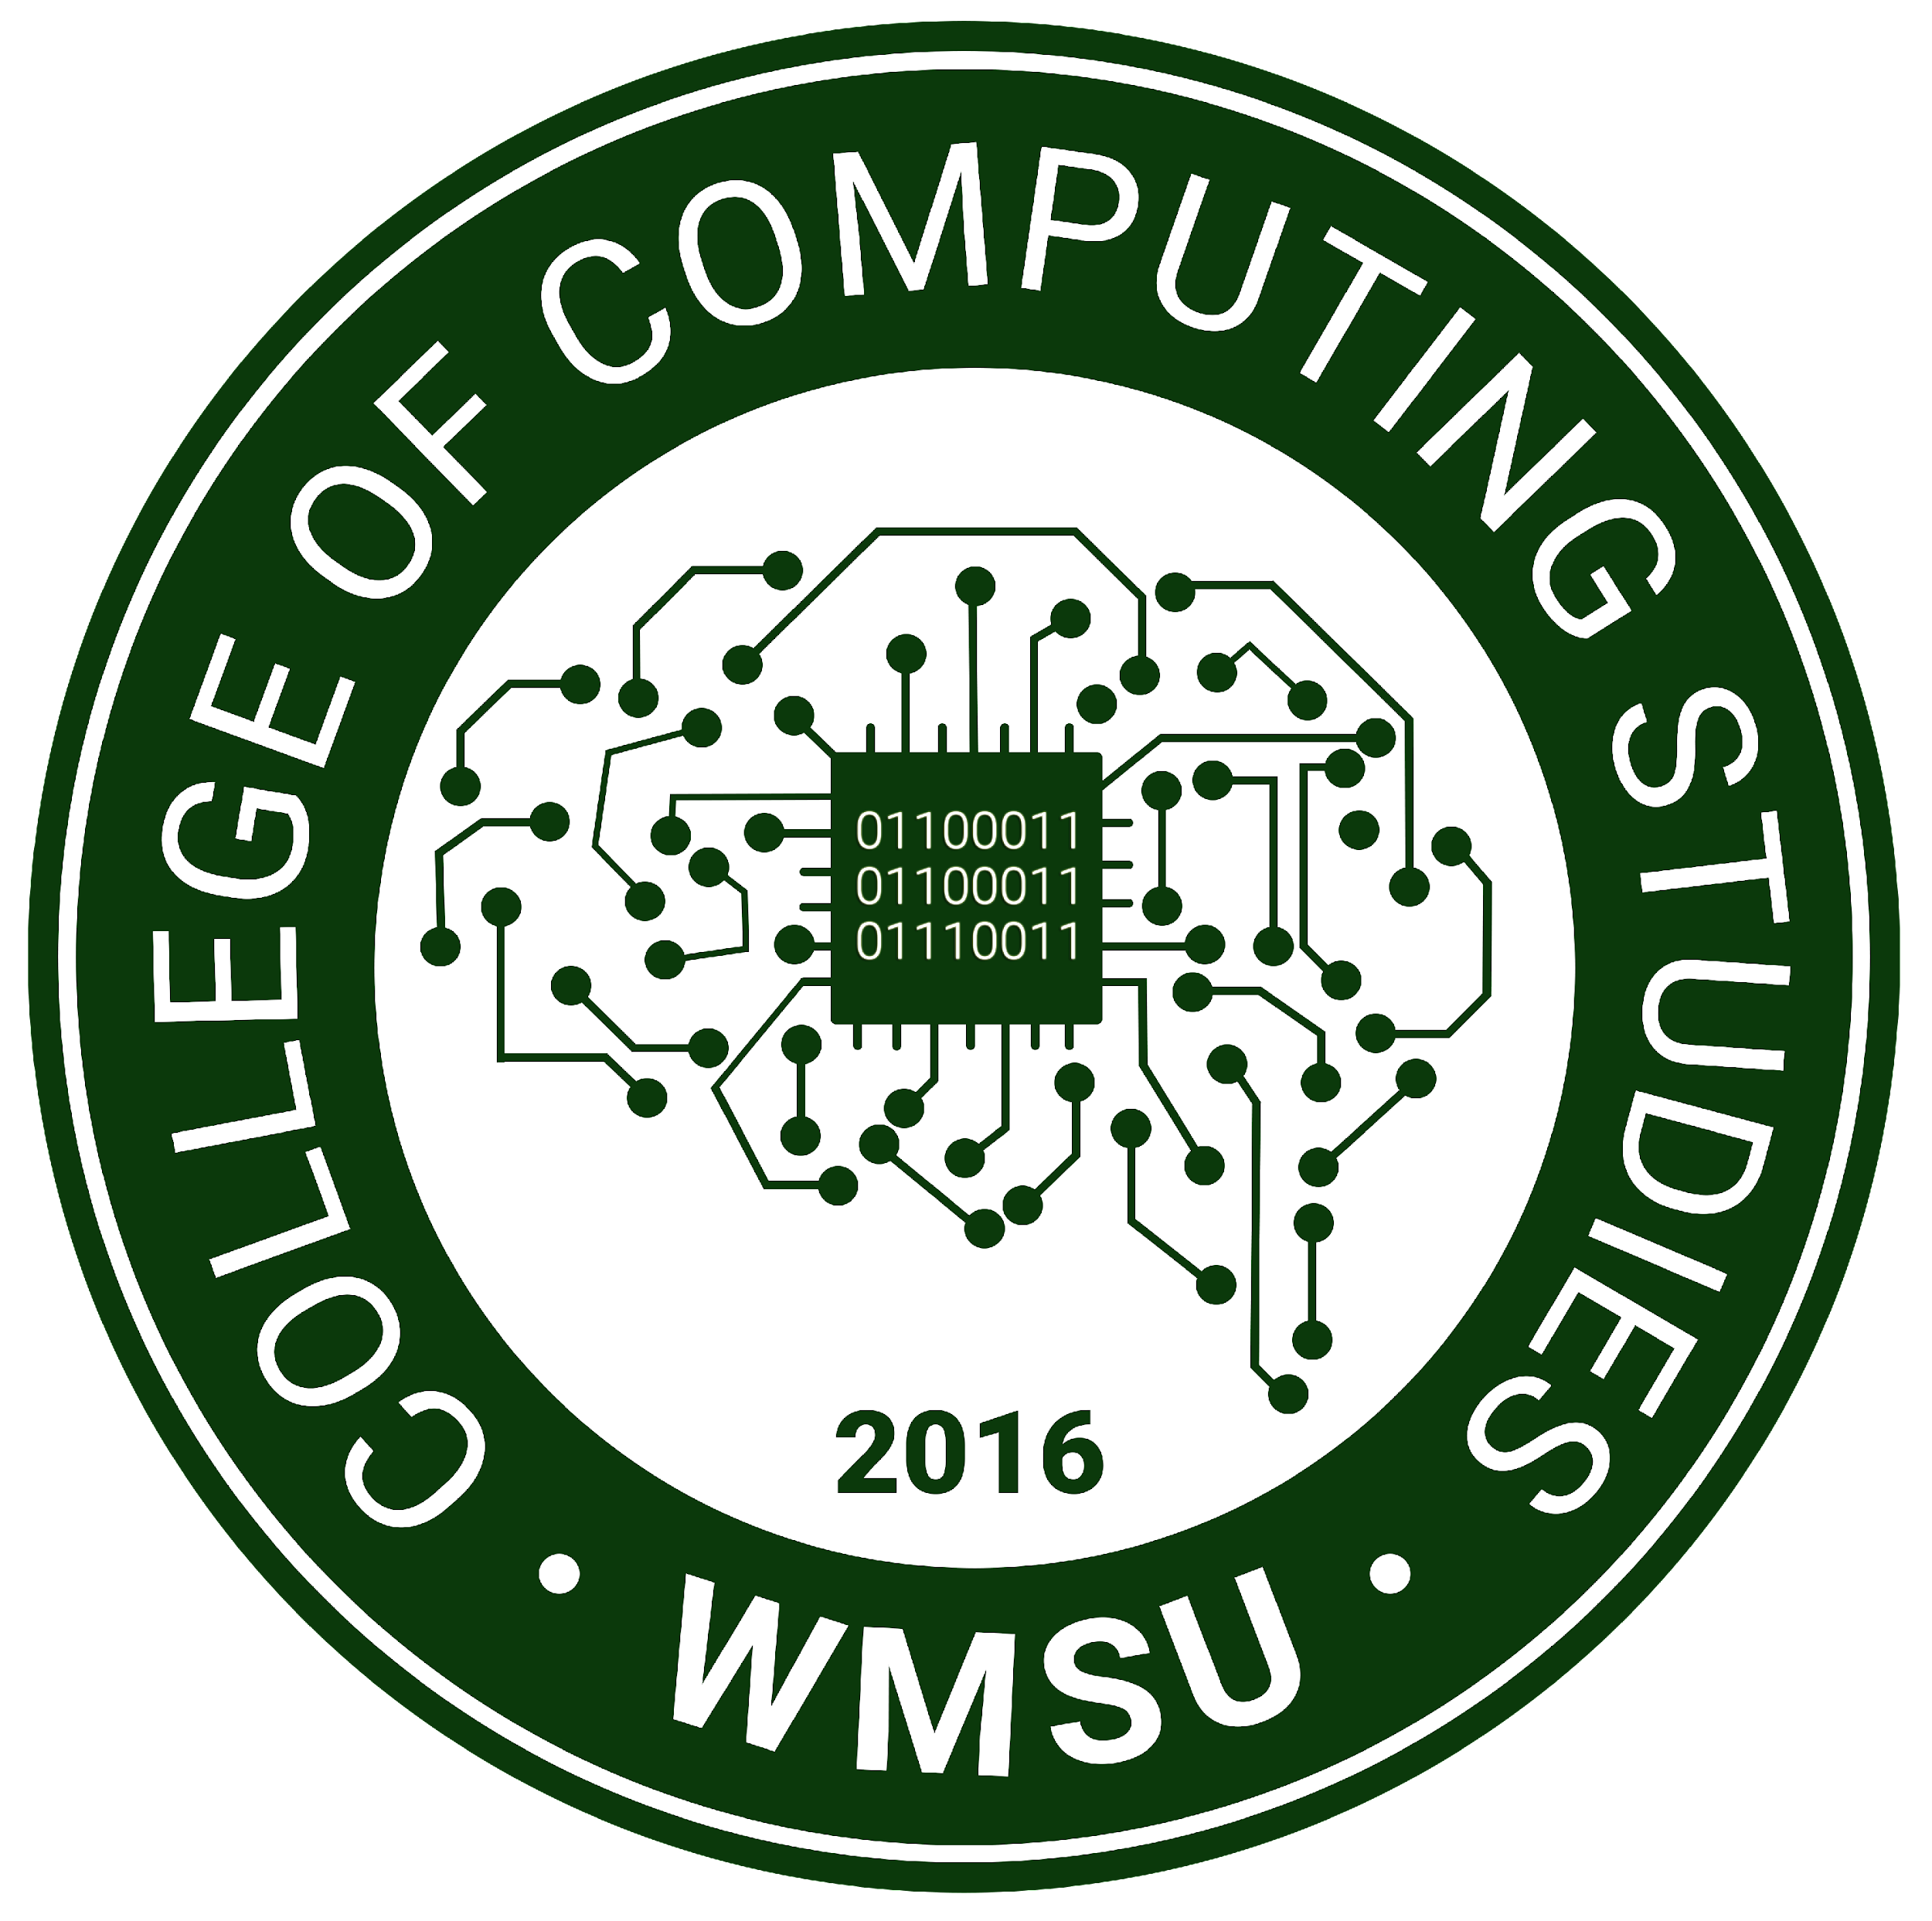 COLLEGE OF COMPUTING STUDIES
01100011
01100011
01110011
2016
• WMSU •